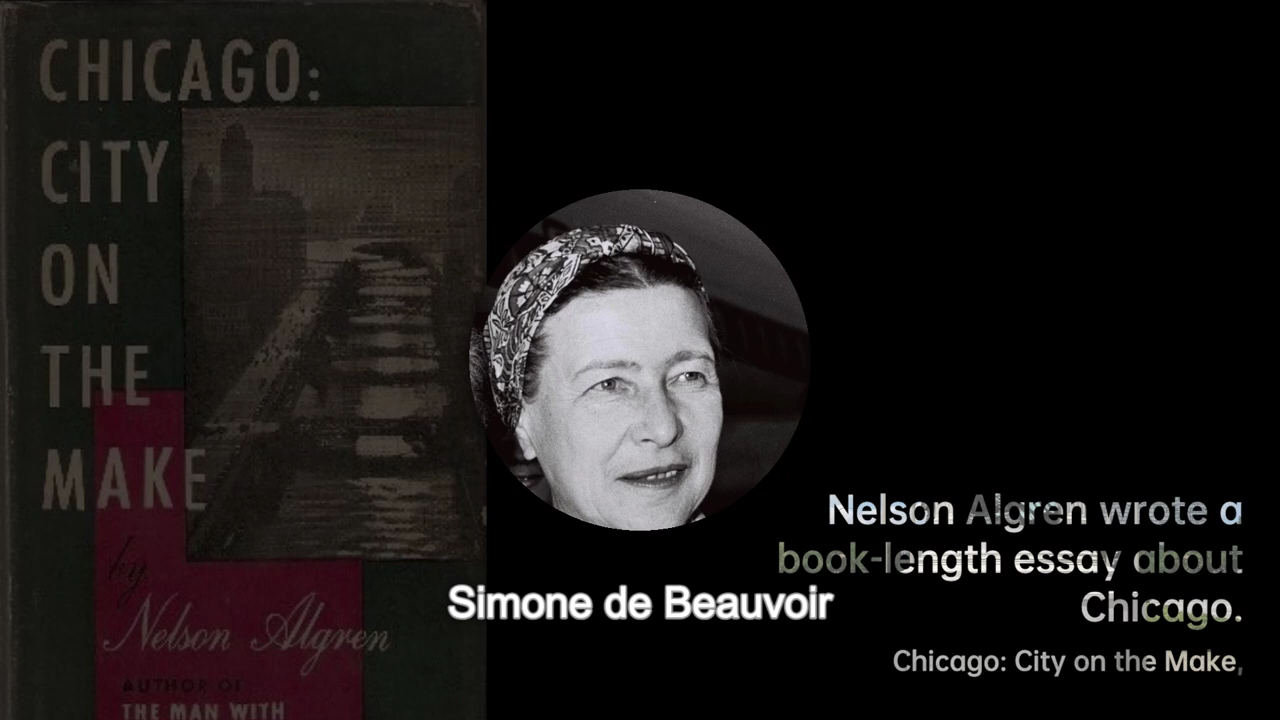 CHICAGO:
CITY
ON
THE
MAKE
by
Nelson Algren
AUTHOR OF
THE MAN WITH
Simone de Beauvoir
Nelson Algren wrote a
book-length essay about
Chicago.
Chicago: City on the Make,